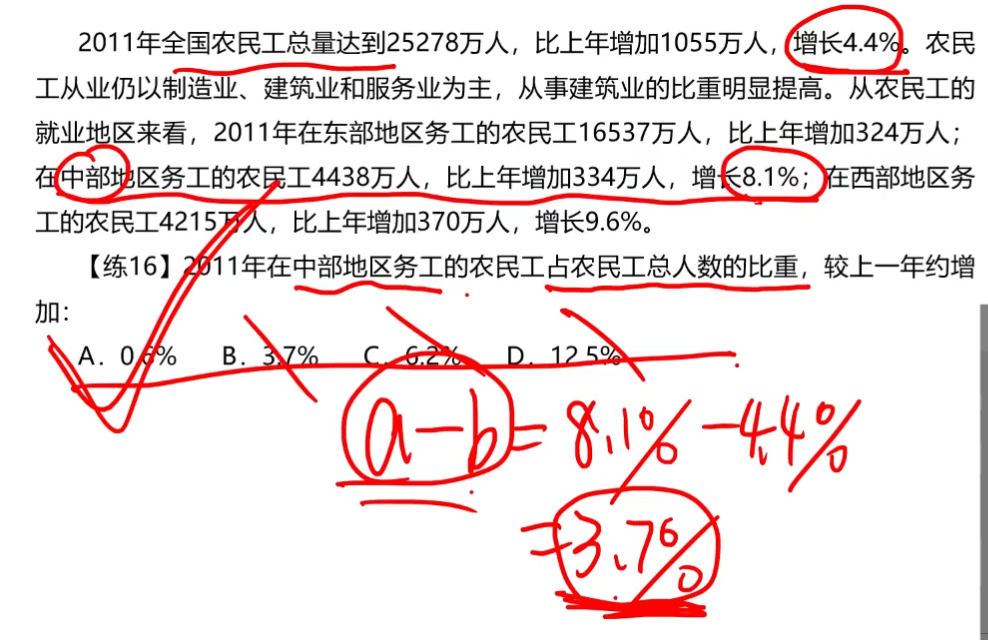 2011年全国农民工总量达到25278万人，比上年增加1055万人，增长4.4%。农民
工从业仍以制造业、建筑业和服务业为主，从事建筑业的比重明显提高。从农民工的
就业地区来看，2011年在东部地区务工的农民工16537万人，比上年增加324万人；
在中部地区务工的农民工4438万人，比上年增加334万人，增长8.1%；在西部地区务
工的农民工4215万人，比上年增加370万人，增长9.6%。
【练16】2011年在中部地区务工的农民工占农民工总人数的比重，较上一年约增
加：
A．0.6% B．3.7% C．6.2% D．12.5%
a-b=8.1%-4.4%
=3.7%